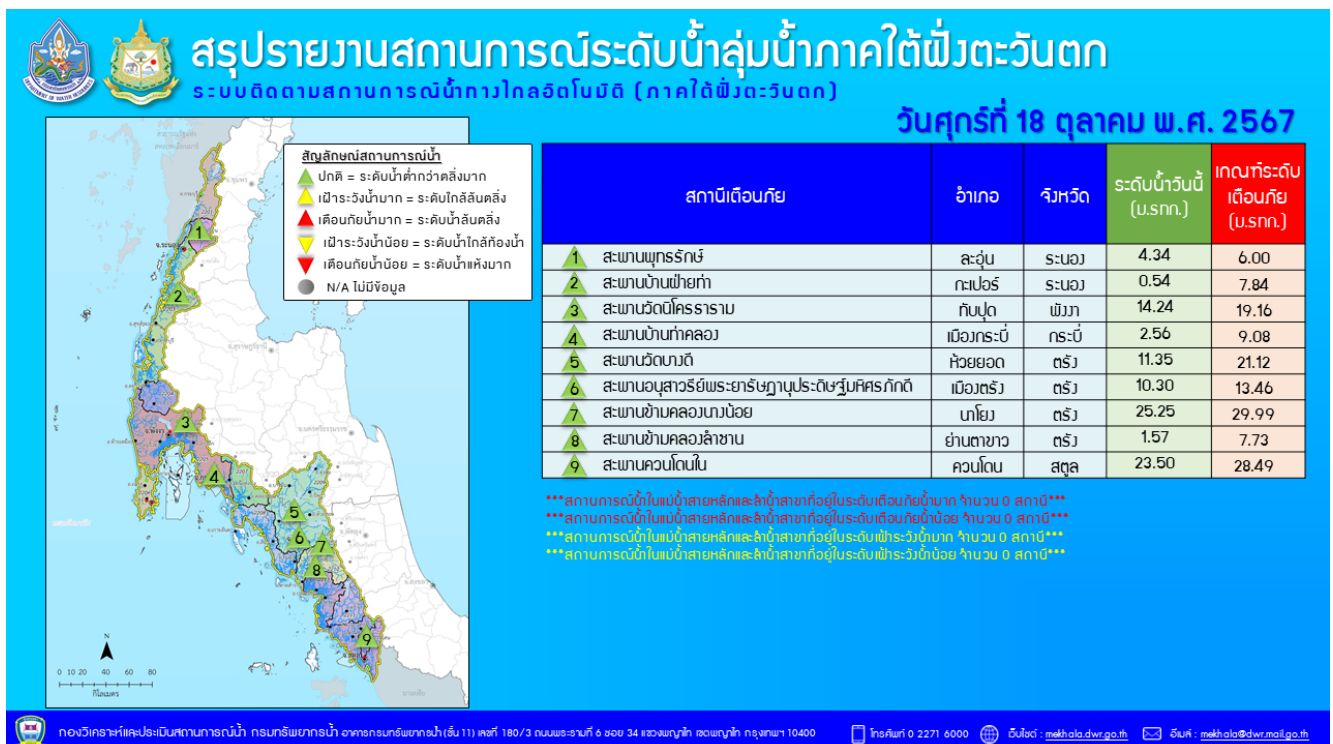 สรุปรายงานสถานการณ์ระดับน้ำลุ่มน้ำภาคใต้ฝั่งตะวันตก
ระบบติดตามสถานการณ์น้ำทางไกลอัตโนมัติ (ภาคใต้ฝั่งตะวันตก)
วันศุกร์ที่ 18 ตุลาคม พ.ศ. 2567
สัญลักษณ์สถานการณ์น้ำ
ปกติ = ระดับน้ำต่ำกว่าตลิ่งมาก
เฝ้าระวังน้ำมาก = ระดับใกล้ล้นตลิ่ง
เตือนภัยน้ำมาก = ระดับน้ำล้นตลิ่ง
เฝ้าระวังน้ำน้อย = ระดับน้ำใกล้ท้องน้ำ
เตือนภัยน้ำน้อย = ระดับน้ำแห้งมาก
N/A ไม่มีข้อมูล
1
2
3
4
5
6
7
8
9
N
0 10 20 40 60 80
กิโลเมตร
สถานีเตือนภัย อำเภอ จังหวัด ระดับน้ำวันนี้ (ม.รทก.) เกณฑ์ระดับเตือนภัย (ม.รทก.)
1 สะพานพุทธรักษ์ ละอุ่น ระนอง 4.34 6.00
2 สะพานบ้านฝ่ายท่า กะเปอร์ ระนอง 0.54 7.84
3 สะพานวัดนิโครธาราม ทับปุด พังงา 14.24 19.16
4 สะพานบ้านท่าคลอง เมืองกระบี่ กระบี่ 2.56 9.08
5 สะพานวัดบางดี ห้วยยอด ตรัง 11.35 21.12
6 สะพานอนุสาวรีย์พระยารัษฎานุประดิษฐ์มหิศรภักดี เมืองตรัง ตรัง 10.30 13.46
7 สะพานข้ามคลองนางน้อย นาโยง ตรัง 25.25 29.99
8 สะพานข้ามคลองลำชาน ย่านตาขาว ตรัง 1.57 7.73
9 สะพานควนโดนใน ควนโดน สตูล 23.50 28.49
***สถานการณ์น้ำในแม่น้ำสายหลักและลำน้ำสาขาที่อยู่ในระดับเตือนภัยน้ำมาก จำนวน 0 สถานี***
***สถานการณ์น้ำในแม่น้ำสายหลักและลำน้ำสาขาที่อยู่ในระดับเตือนภัยน้ำน้อย จำนวน 0 สถานี***
***สถานการณ์น้ำในแม่น้ำสายหลักและลำน้ำสาขาที่อยู่ในระดับเฝ้าระวังน้ำมาก จำนวน 0 สถานี***
***สถานการณ์น้ำในแม่น้ำสายหลักและลำน้ำสาขาที่อยู่ในระดับเฝ้าระวังน้ำน้อย จำนวน 0 สถานี***
กองวิเคราะห์และประเมินสถานการณ์น้ำ กรมทรัพยากรน้ำ อาคารกรมทรัพยากรน้ำ (ชั้น 11) เลขที่ 180/3 ถนนพระรามที่ 6 ซอย 34 แขวงพญาไท เขตพญาไท กรุงเทพฯ 10400 โทรศัพท์ 0 2271 6000 เว็บไซต์ : mekhala.dwr.go.th อีเมล์ : mekhala@dwr.mail.go.th